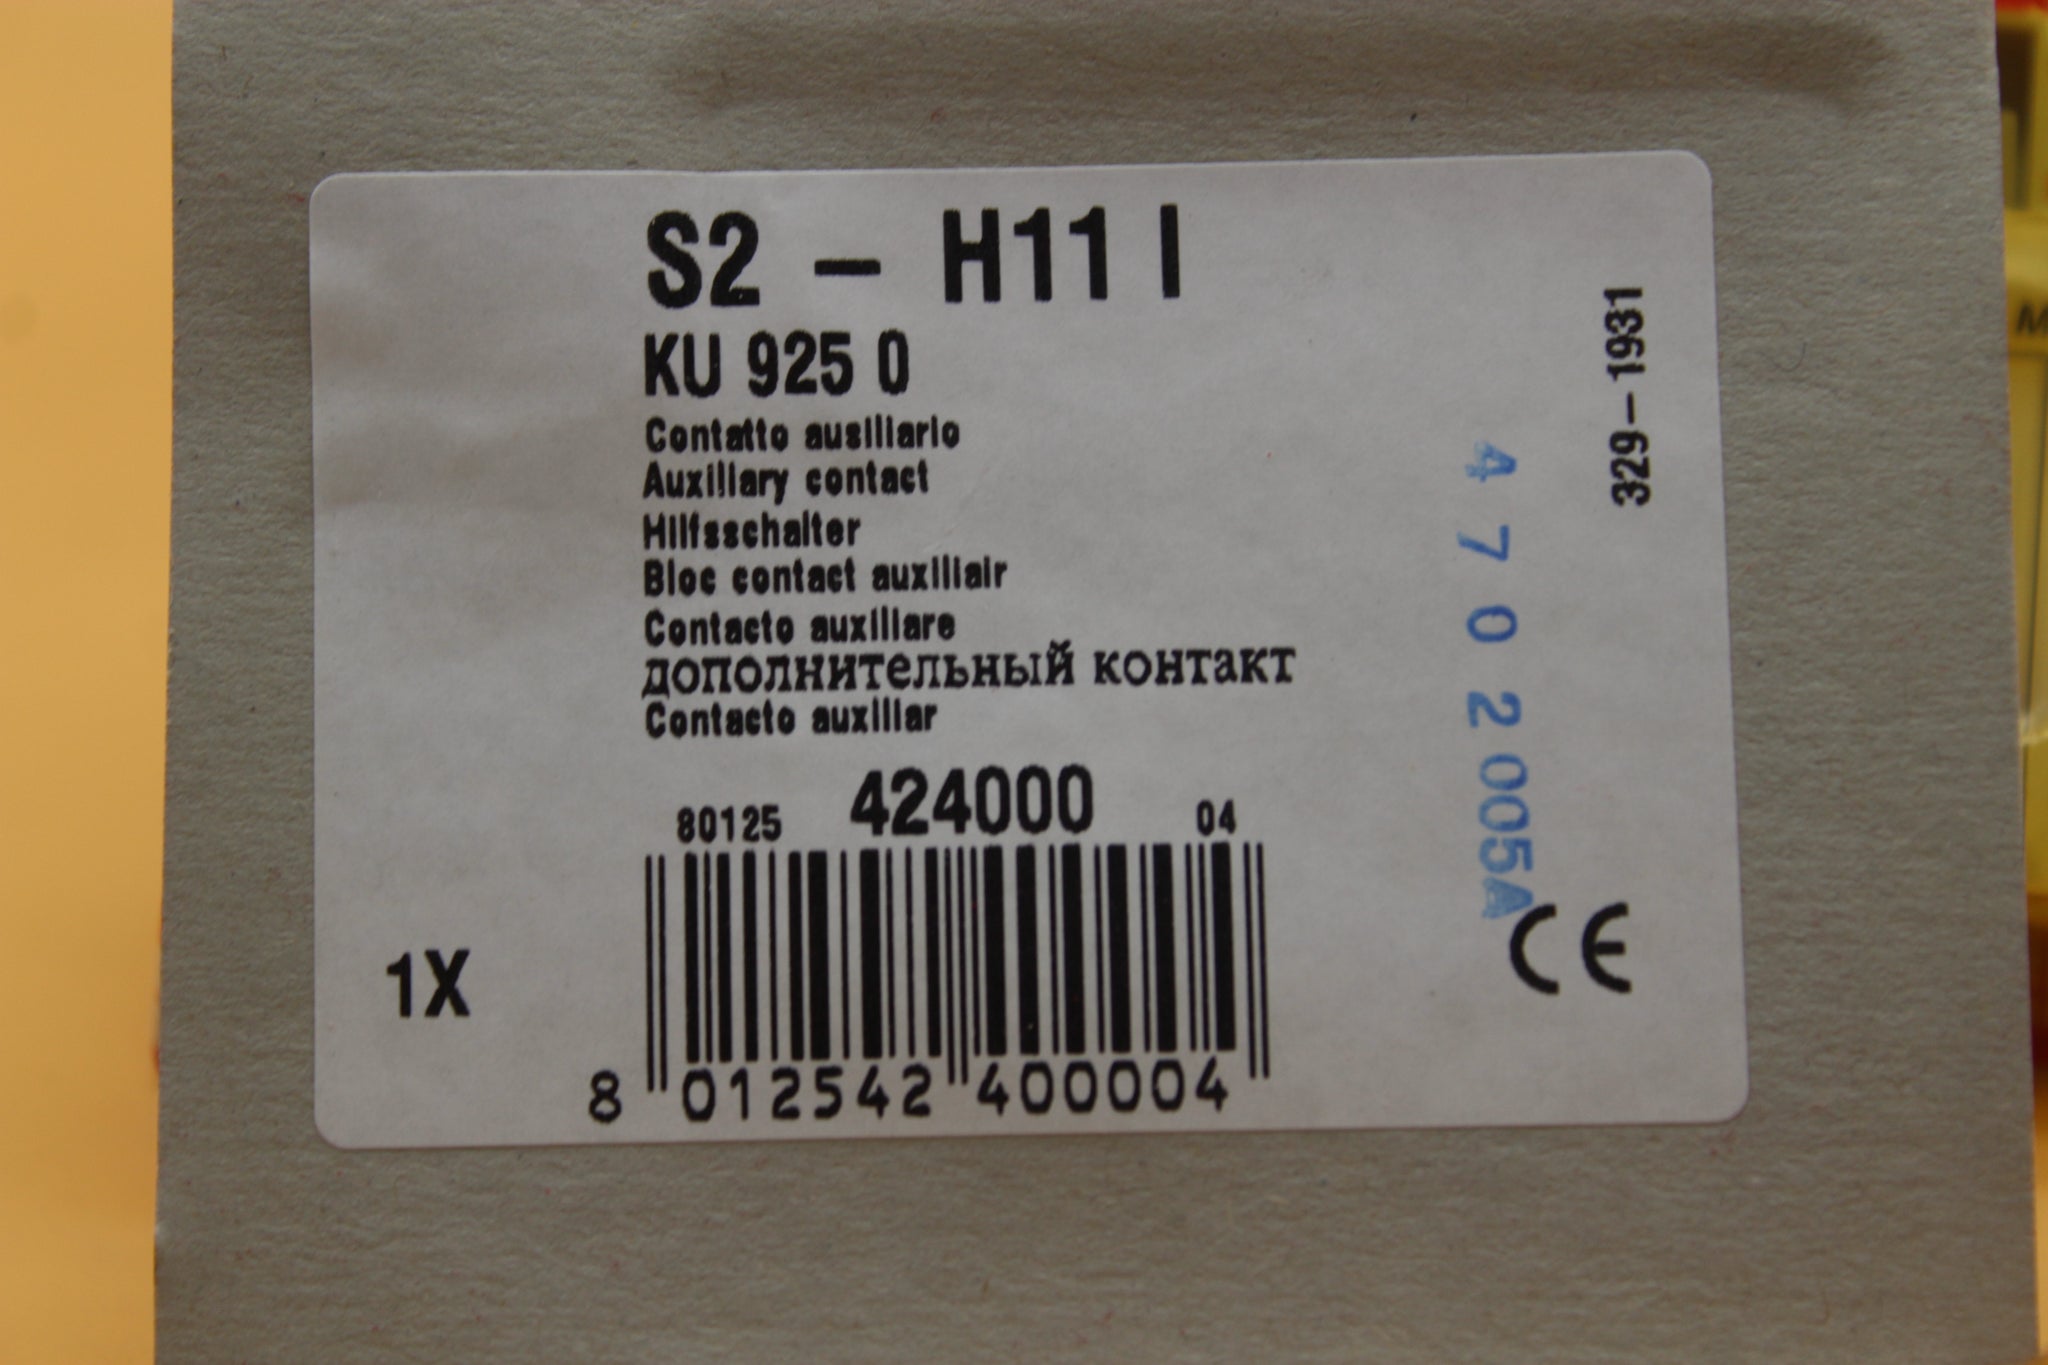 S2 - H11 I
KU 925 0
Contatto ausiliario
Auxiliary contact
Hilfsschalter
Bloc contact auxiliair
Contacto auxiliare
дополнительный контакт
Contacto auxiliar
80125 424000 04
1X
8 012542 400004
329-1931
4 7 0 2 005A
CE
M